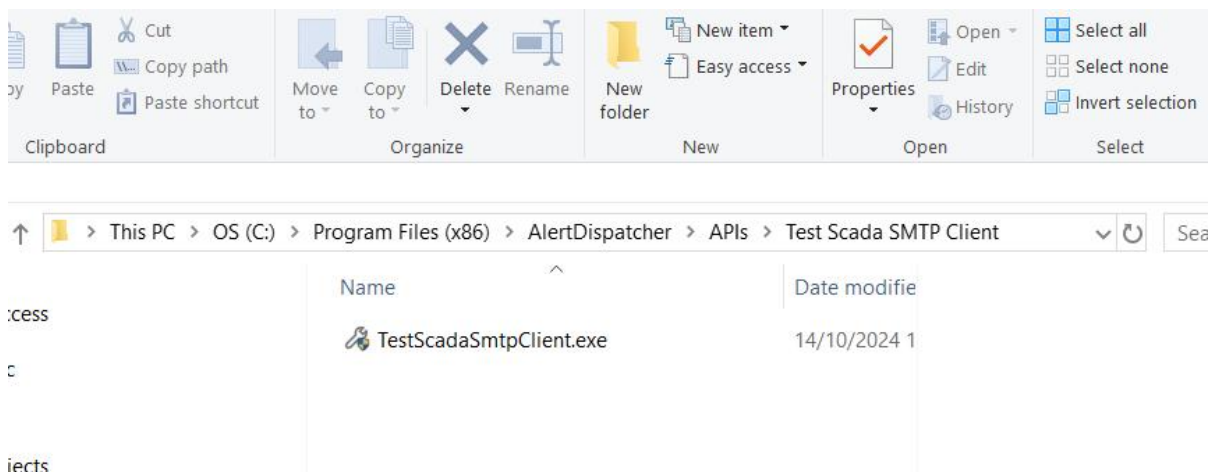 Cut
Copy path
Paste shortcut
Paste
Clipboard
Move to
Copy to
Delete
Rename
Organize
New folder
New item
Easy access
New
Properties
Open
Edit
History
Open
Select all
Select none
Invert selection
Select
This PC > OS (C:) > Program Files (x86) > AlertDispatcher > APIs > Test Scada SMTP Client
Name
Date modifie
TestScadaSmtpClient.exe
14/10/2024 1